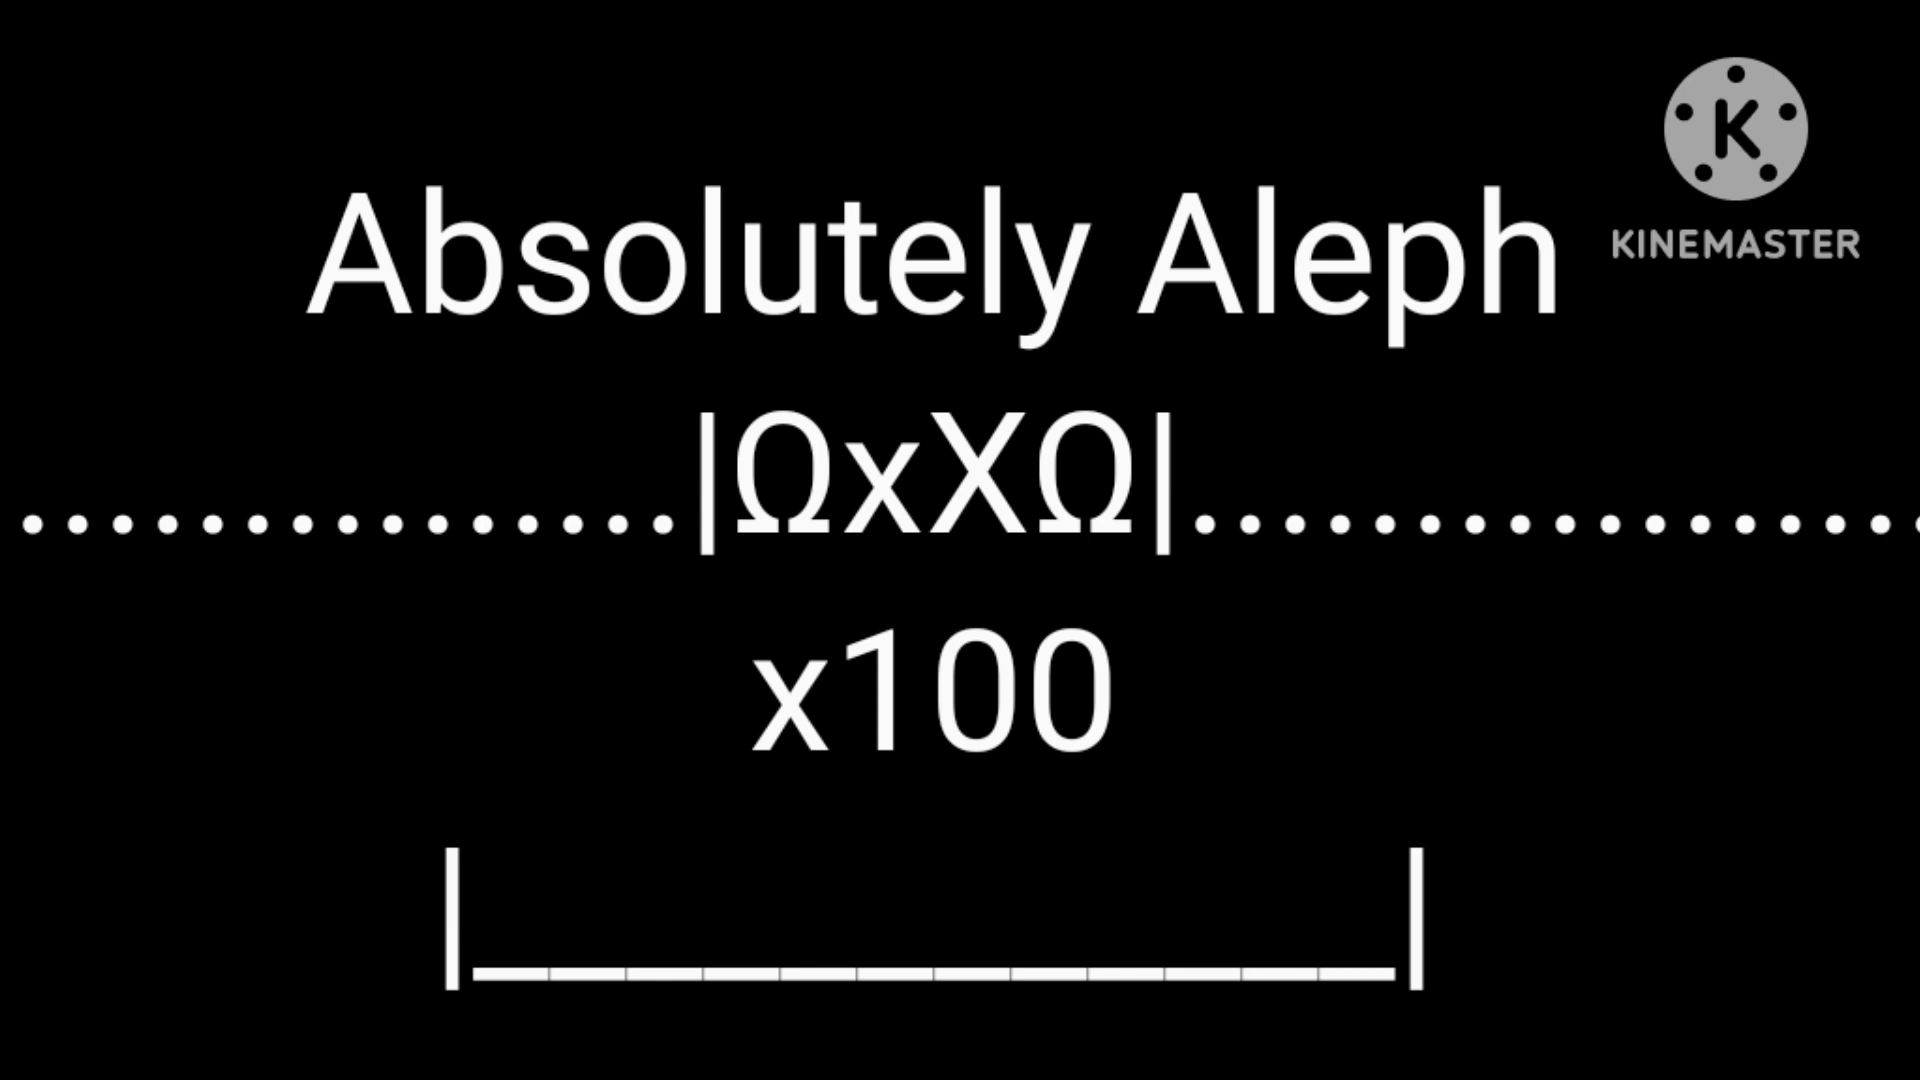 Absolutely Aleph
KINEMASTER
...............|ΩxXΩ|.................
x100
|____________|